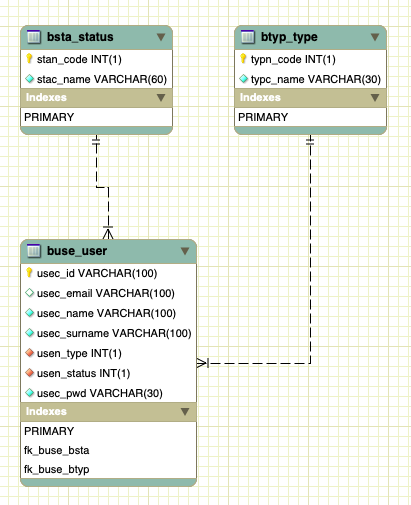 bsta_status
stan_code INT(1)
stac_name VARCHAR(60)
Indexes
PRIMARY
btyp_type
typn_code INT(1)
typc_name VARCHAR(30)
Indexes
PRIMARY
buse_user
usec_id VARCHAR(100)
usec_email VARCHAR(100)
usec_name VARCHAR(100)
usec_surname VARCHAR(100)
usen_type INT(1)
usen_status INT(1)
usec_pwd VARCHAR(30)
Indexes
PRIMARY
fk_buse_bsta
fk_buse_btyp